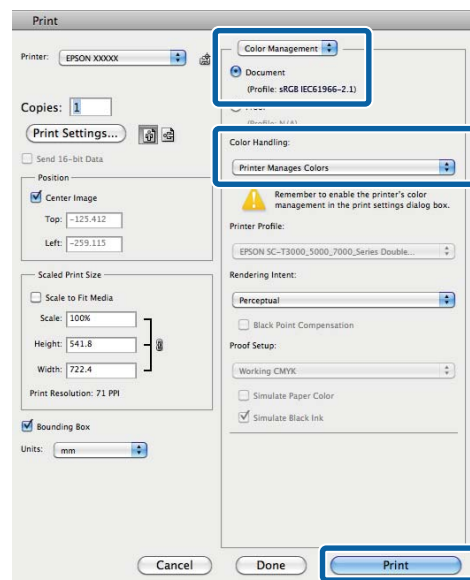 Print
Printer: EPSON XXXXX
Copies: 1
Print Settings...
Send 16-bit Data
Position
Center Image
Top: -125.412
Left: -259.115
Scaled Print Size
Scale to Fit Media
Scale: 100%
Height: 541.8
Width: 722.4
Print Resolution: 71 PPI
Bounding Box
Units: mm
Color Management
Document
(Profile: sRGB IEC61966-2.1)
Color Handling:
Printer Manages Colors
Remember to enable the printer's color
management in the print settings dialog box.
Printer Profile:
EPSON SC-T3000_5000_7000_Series Double...
Rendering Intent:
Perceptual
Black Point Compensation
Proof Setup:
Working CMYK
Simulate Paper Color
Simulate Black Ink
Cancel
Done
Print